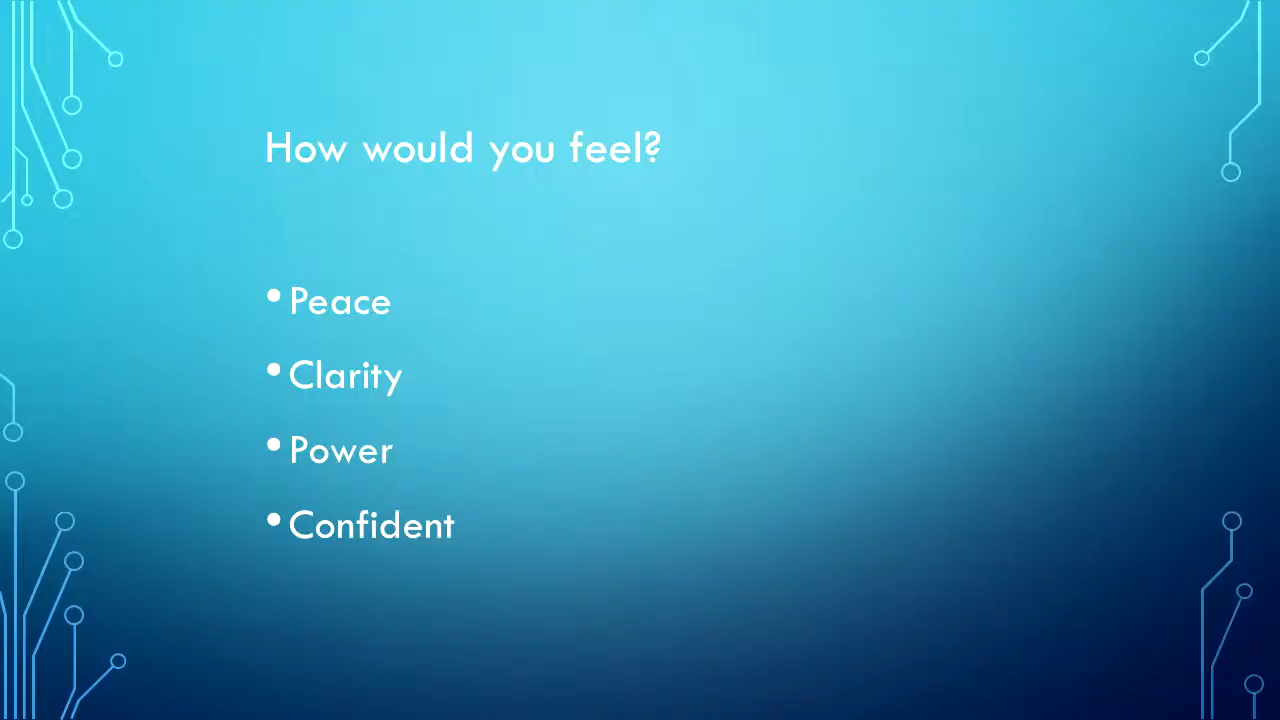 How would you feel?
• Peace
• Clarity
• Power
• Confident